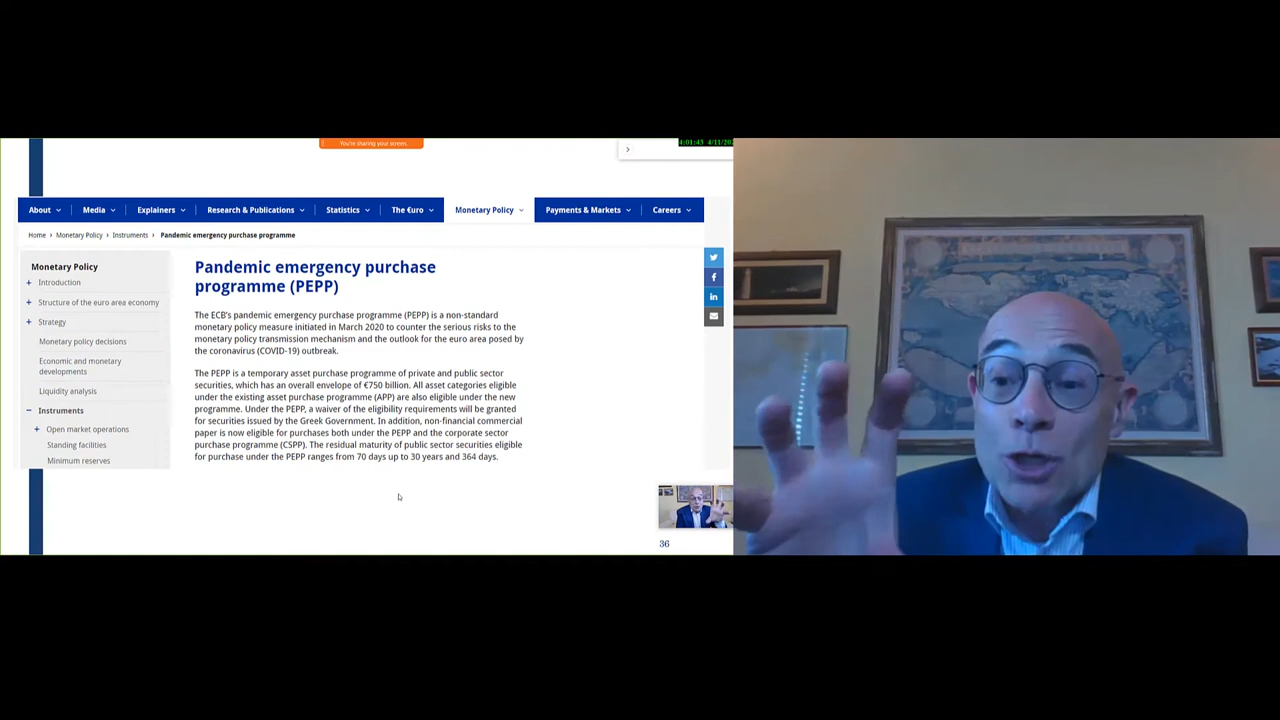 You're sharing your screen.
4:01:43 4/11/202
About
Media
Explainers
Research & Publications
Statistics
The €uro
Monetary Policy
Payments & Markets
Careers
Home › Monetary Policy › Instruments › Pandemic emergency purchase programme
Monetary Policy
+ Introduction
+ Structure of the euro area economy
+ Strategy
Monetary policy decisions
Economic and monetary
developments
Liquidity analysis
− Instruments
+ Open market operations
Standing facilities
Minimum reserves
Pandemic emergency purchase
programme (PEPP)
The ECB's pandemic emergency purchase programme (PEPP) is a non-standard
monetary policy measure initiated in March 2020 to counter the serious risks to the
monetary policy transmission mechanism and the outlook for the euro area posed by
the coronavirus (COVID-19) outbreak.
The PEPP is a temporary asset purchase programme of private and public sector
securities, which has an overall envelope of €750 billion. All asset categories eligible
under the existing asset purchase programme (APP) are also eligible under the new
programme. Under the PEPP, a waiver of the eligibility requirements will be granted
for securities issued by the Greek Government. In addition, non-financial commercial
paper is now eligible for purchases both under the PEPP and the corporate sector
purchase programme (CSPP). The residual maturity of public sector securities eligible
for purchase under the PEPP ranges from 70 days up to 30 years and 364 days.
36